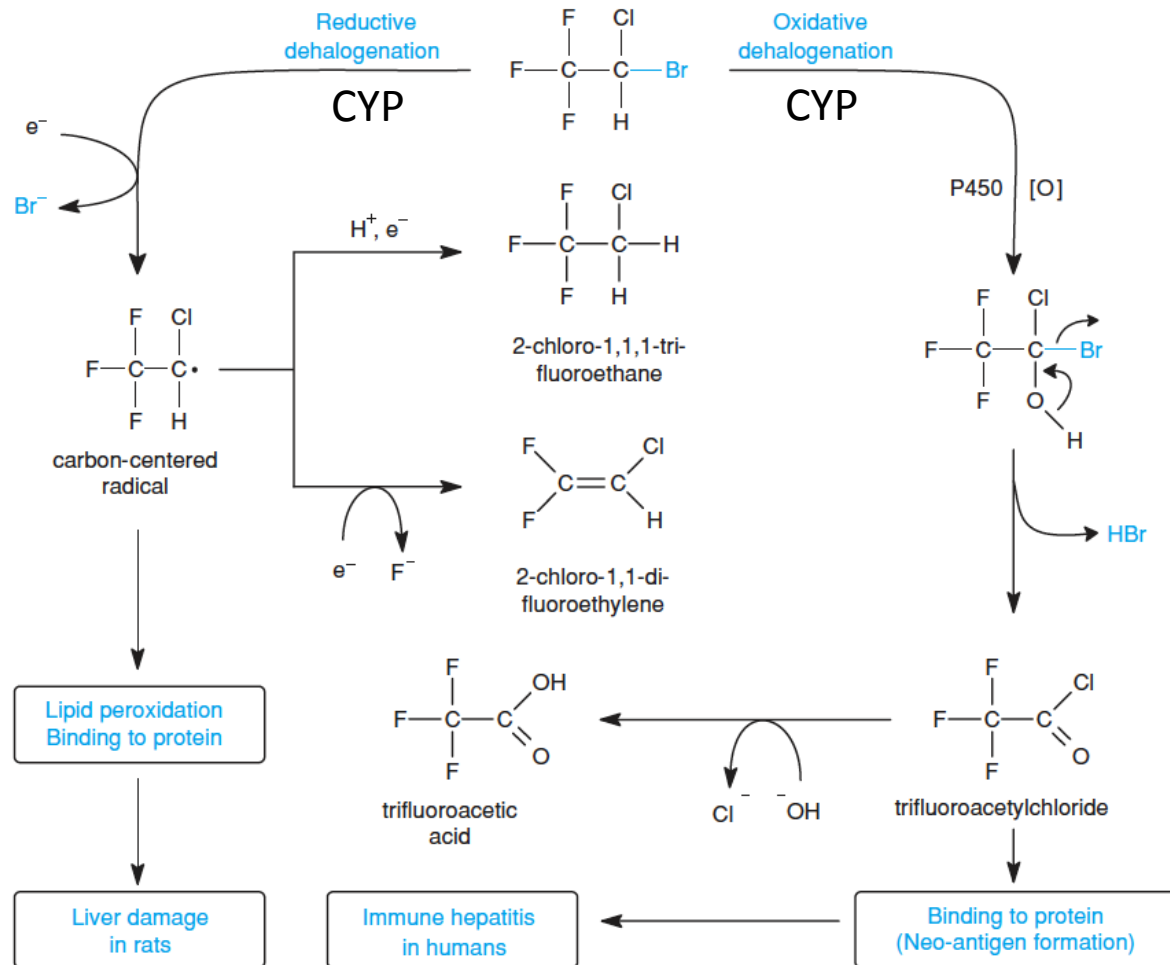 Reductive
dehalogenation
CYP
F
Cl
F—C—C—Br
F
H
Oxidative
dehalogenation
CYP
e⁻
Br⁻
P450 [O]
H⁺, e⁻
F
Cl
F—C—C—H
F
H
2-chloro-1,1,1-tri-
fluoroethane
F
Cl
F—C—C•
F
H
carbon-centered
radical
F
Cl
C=C
F
H
e⁻ F⁻
2-chloro-1,1-di-
fluoroethylene
F
Cl
F—C—C—Br
F
O
H
HBr
Lipid peroxidation
Binding to protein
F
OH
F—C—C
F
O
trifluoroacetic
acid
Cl⁻ ⁻OH
F
Cl
F—C—C
F
O
trifluoroacetylchloride
Liver damage
in rats
Immune hepatitis
in humans
Binding to protein
(Neo-antigen formation)